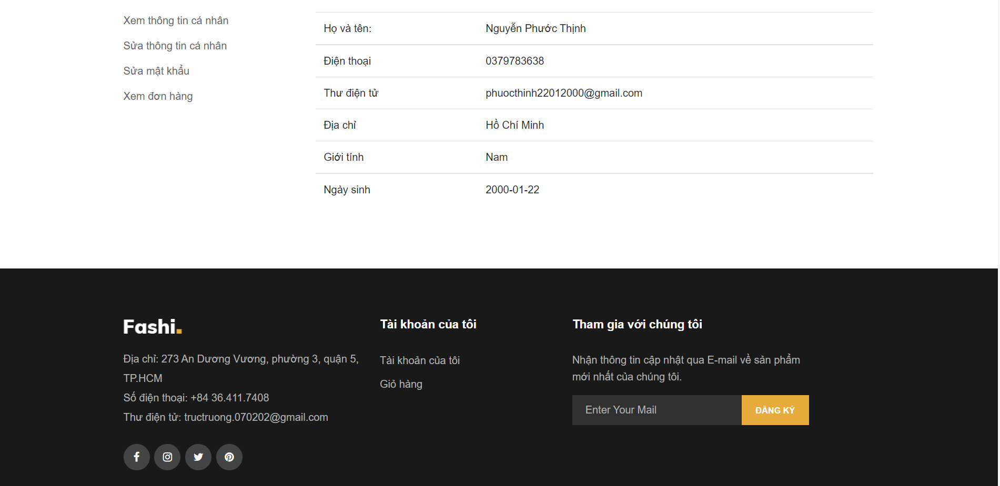 Xem thông tin cá nhân
Sửa thông tin cá nhân
Sửa mật khẩu
Xem đơn hàng
Họ và tên: Nguyễn Phước Thịnh
Điện thoại 0379783638
Thư điện tử phuocthinh22012000@gmail.com
Địa chỉ Hồ Chí Minh
Giới tính Nam
Ngày sinh 2000-01-22
Fashi.
Địa chỉ: 273 An Dương Vương, phường 3, quận 5,
TP.HCM
Số điện thoại: +84 36.411.7408
Thư điện tử: tructruong.070202@gmail.com
Tài khoản của tôi
Tài khoản của tôi
Giỏ hàng
Tham gia với chúng tôi
Nhận thông tin cập nhật qua E-mail về sản phẩm
mới nhất của chúng tôi.
Enter Your Mail
ĐĂNG KÝ